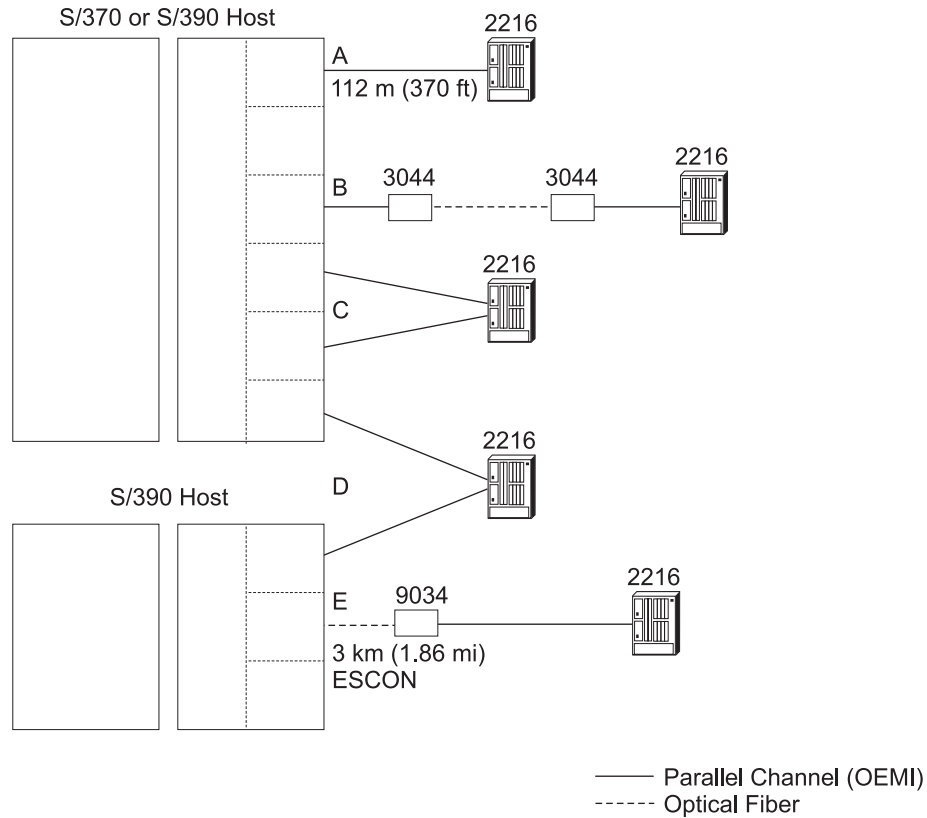 S/370 or S/390 Host
2216
A
112 m (370 ft)
2216
B
3044
3044
2216
C
2216
D
S/390 Host
2216
E
9034
3 km (1.86 mi)
ESCON
Parallel Channel (OEMI)
Optical Fiber